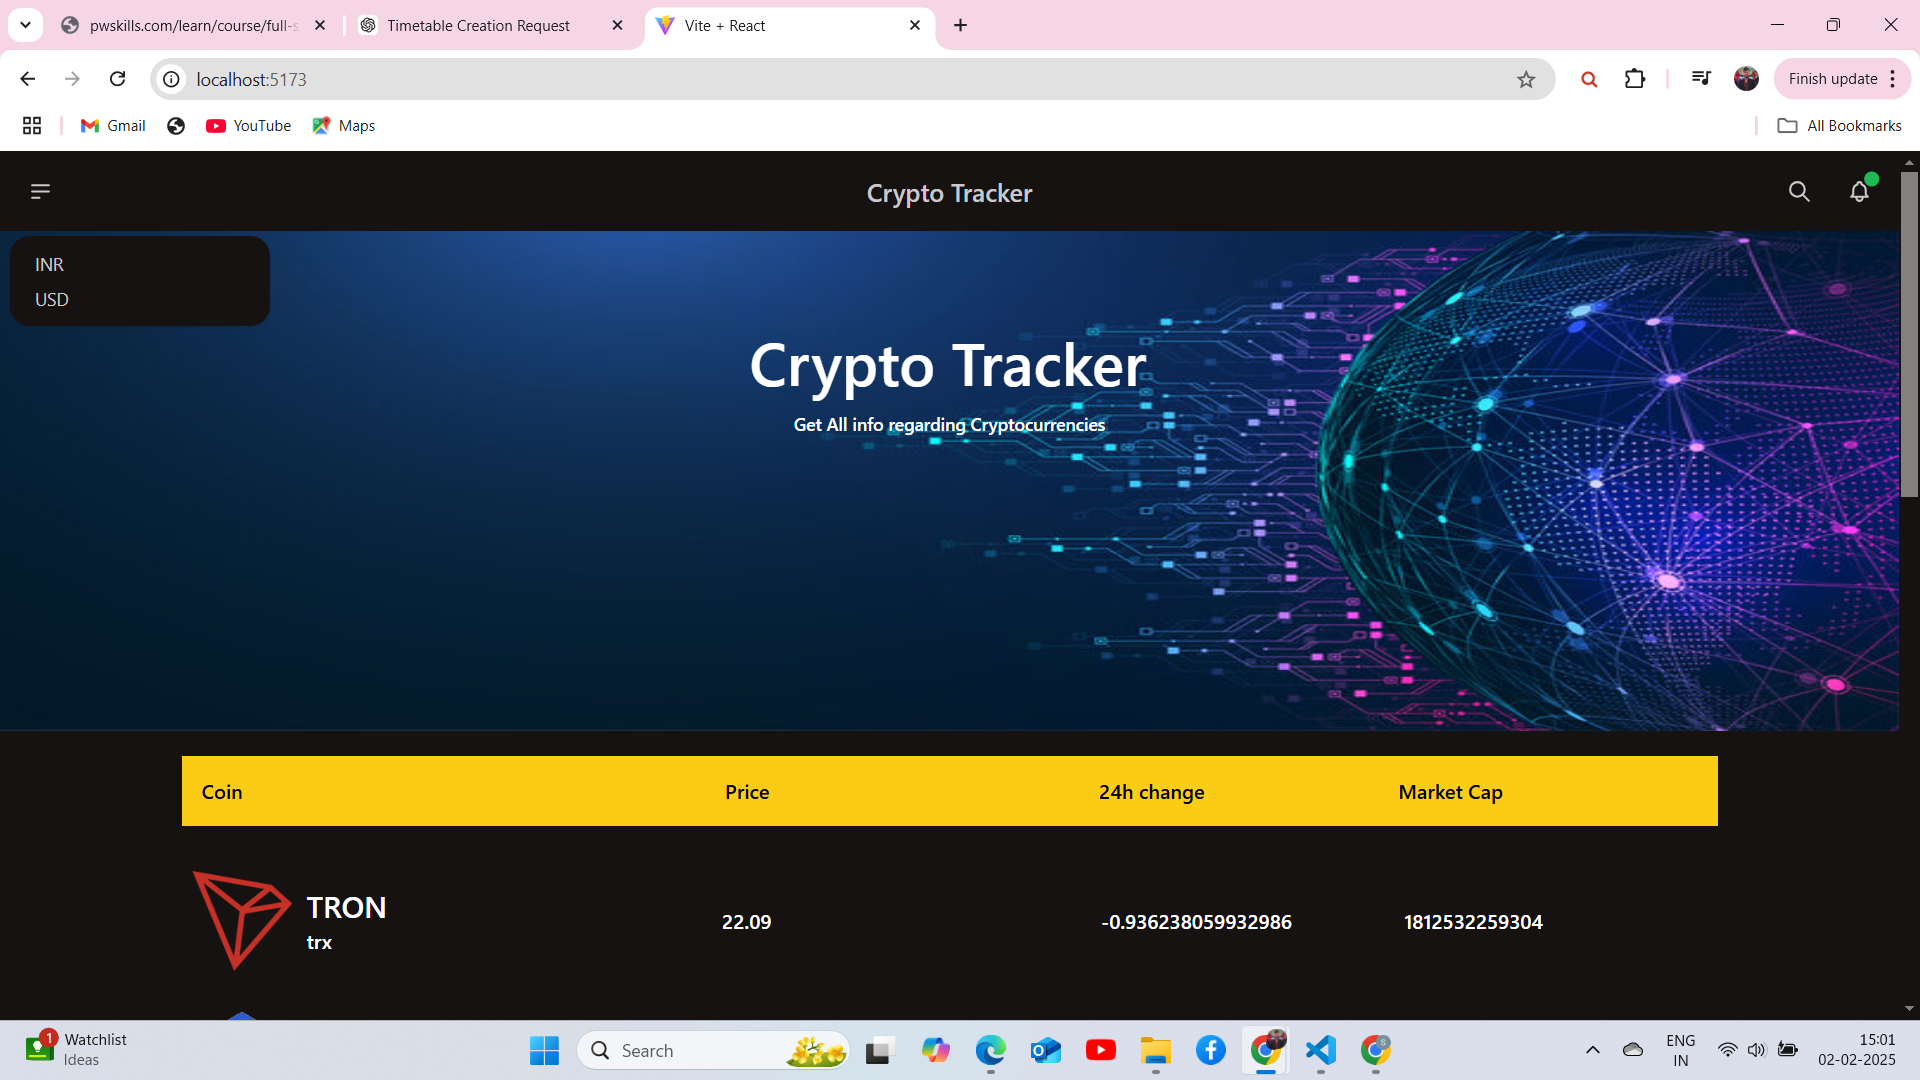 pwskills.com/learn/course/full-s
Timetable Creation Request
Vite + React
localhost:5173
Finish update
Gmail
YouTube
Maps
All Bookmarks
Crypto Tracker
INR
USD
Crypto Tracker
Get All info regarding Cryptocurrencies
Coin Price 24h change Market Cap
TRON
trx
22.09 -0.936238059932986 1812532259304
1
Watchlist
Ideas
Search
S
ENG
IN
15:01
02-02-2025